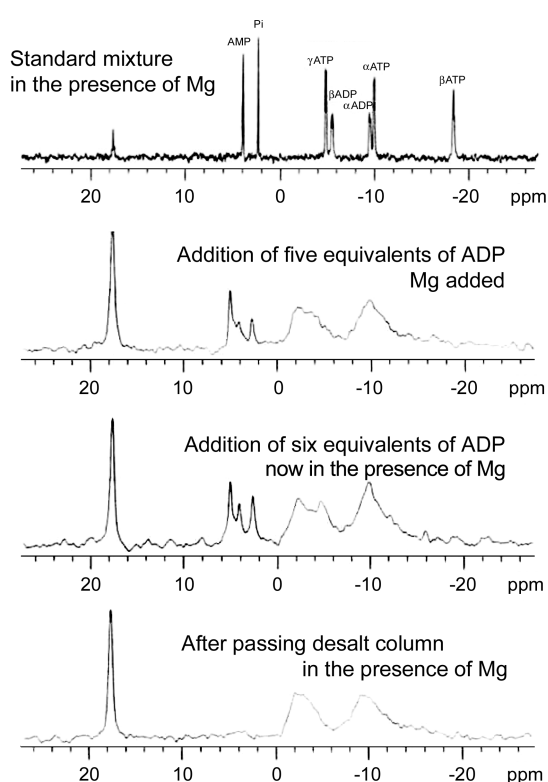 Pi
AMP
Standard mixture
in the presence of Mg
γATP
αATP
βADP
αADP
βATP
20 10 0 -10 -20 ppm
Addition of five equivalents of ADP
Mg added
20 10 0 -10 -20 ppm
Addition of six equivalents of ADP
now in the presence of Mg
20 10 0 -10 -20 ppm
After passing desalt column
in the presence of Mg
20 10 0 -10 -20 ppm